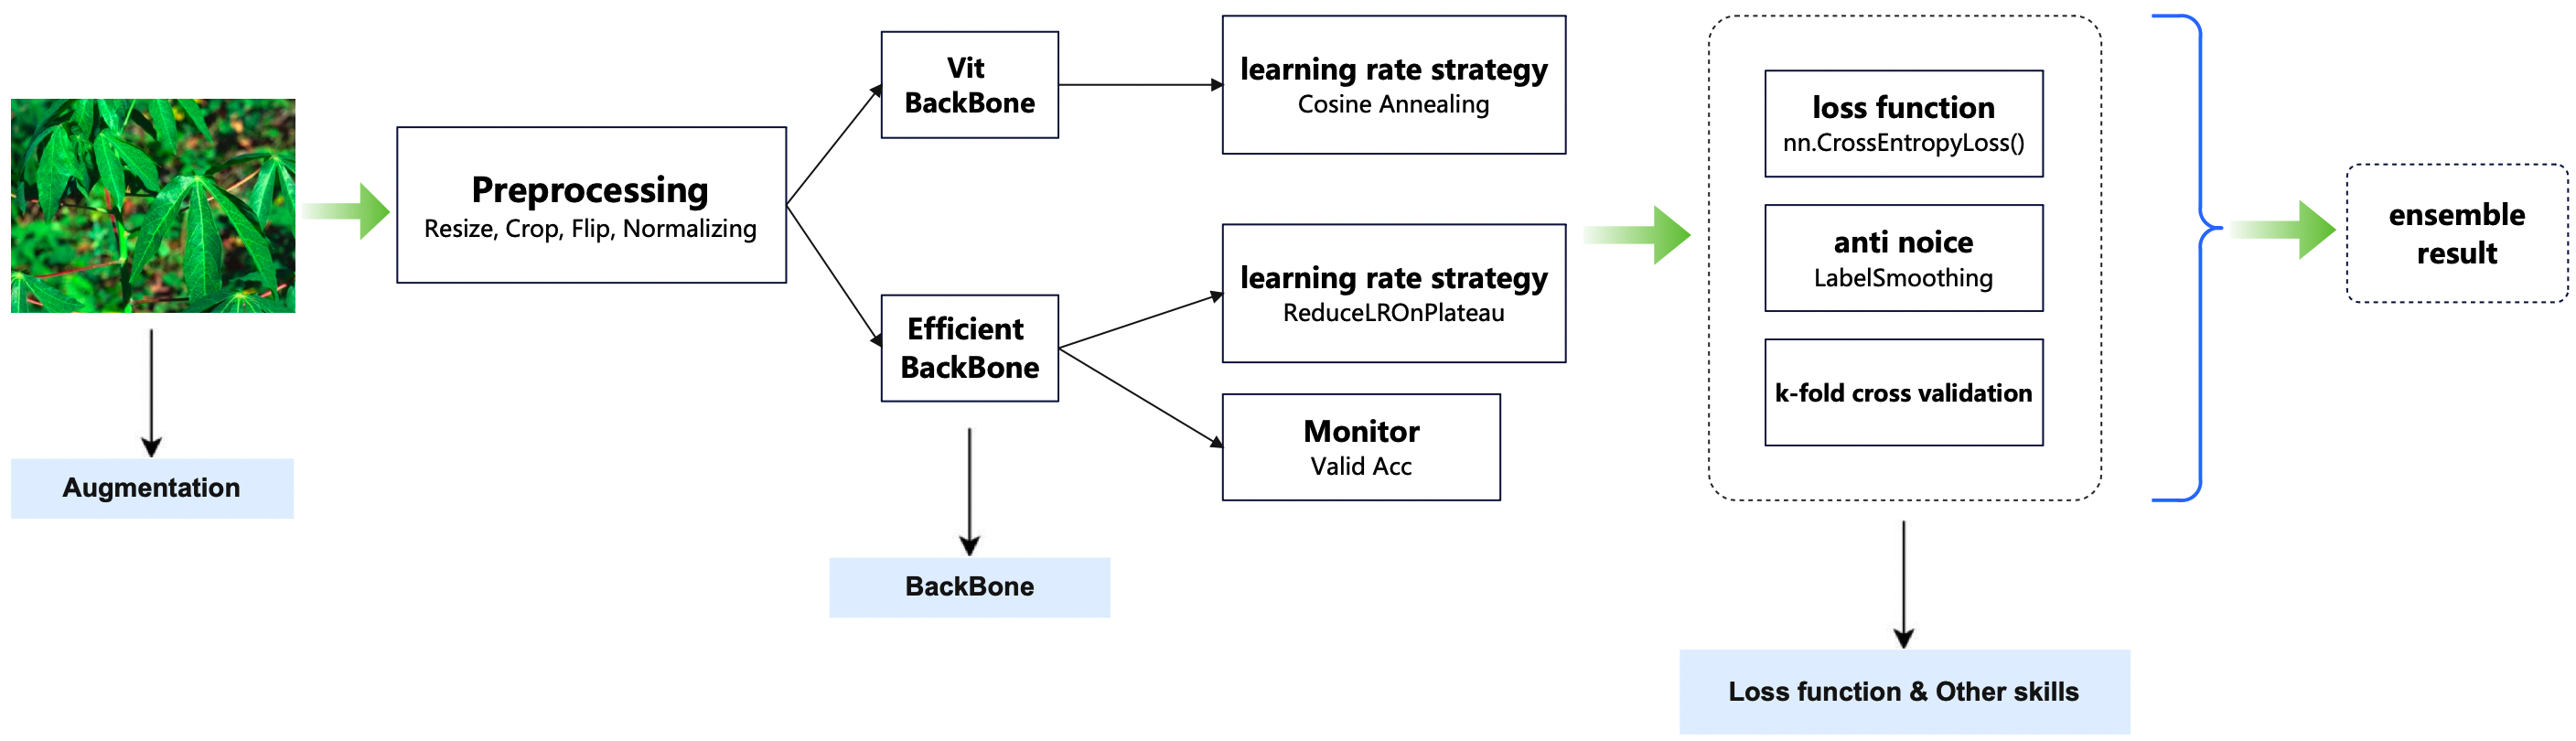 Augmentation
Preprocessing
Resize, Crop, Flip, Normalizing
Vit
BackBone
Efficient
BackBone
BackBone
learning rate strategy
Cosine Annealing
learning rate strategy
ReduceLROnPlateau
Monitor
Valid Acc
loss function
nn.CrossEntropyLoss()
anti noice
LabelSmoothing
k-fold cross validation
Loss function & Other skills
ensemble
result